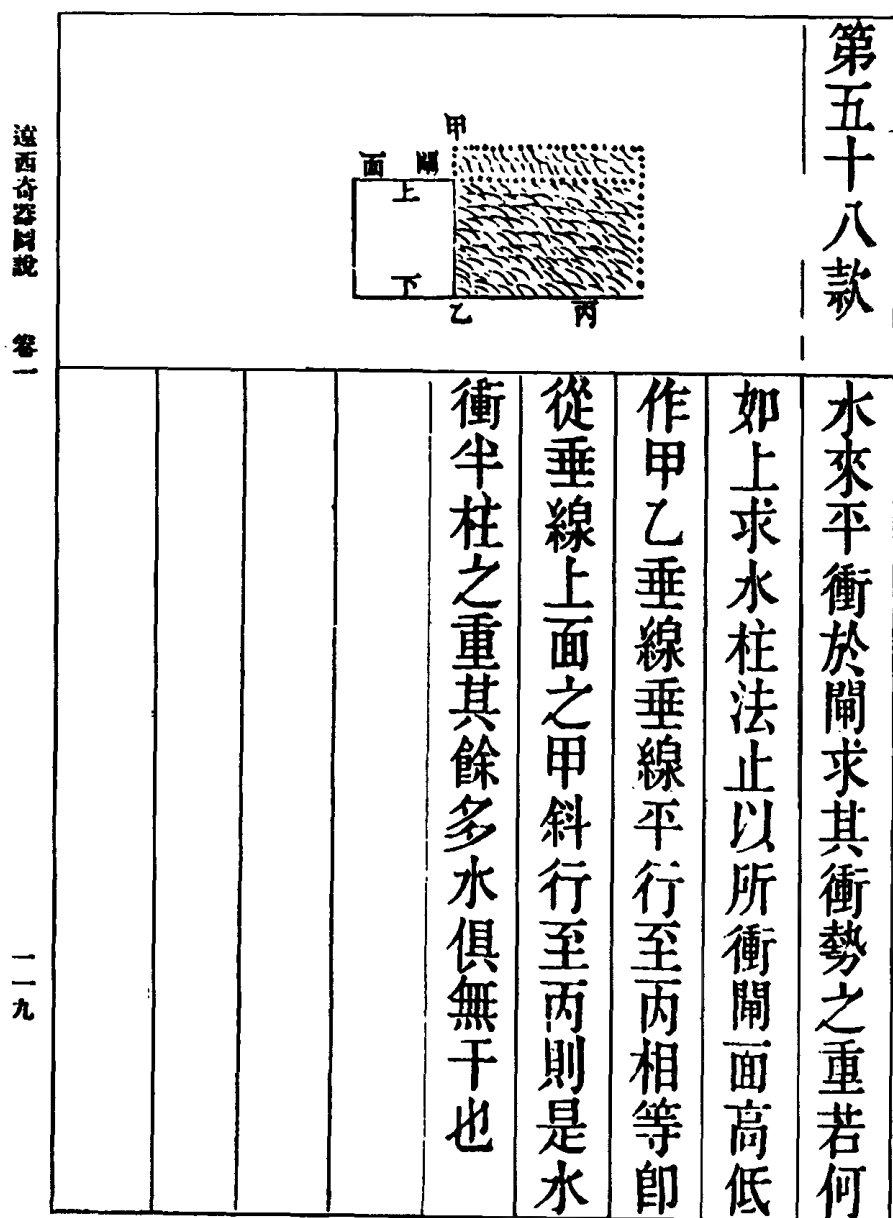 第五十八款
甲
面 閘
上
下
乙
丙
水來平衝於閘求其衝勢之重若何
如上求水柱法止以所衝閘面高低
作甲乙垂線垂線平行至丙相等即
從垂線上面之甲斜行至丙則是水
衝半柱之重其餘多水俱無干也
遠西奇器圖說 卷一
一一九